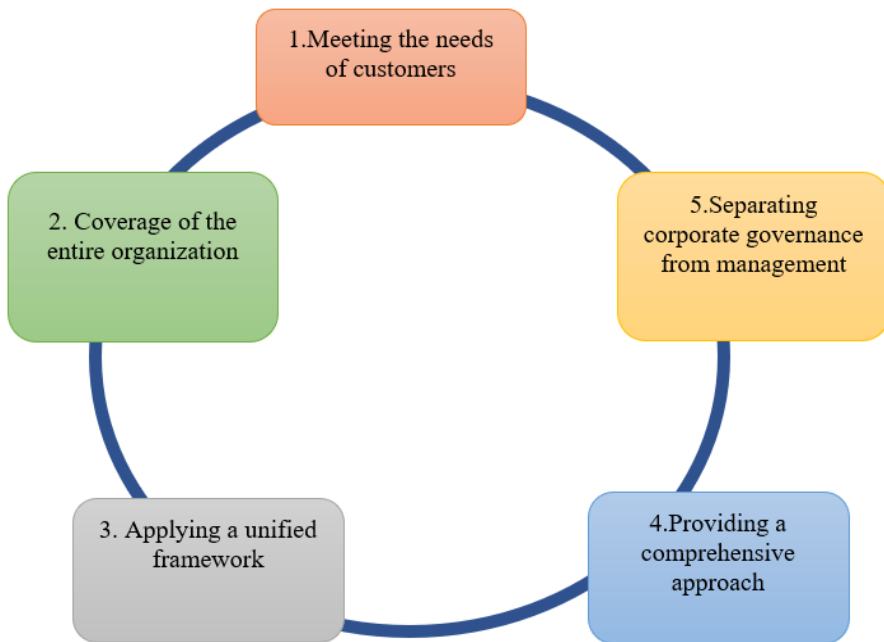 1.Meeting the needs
of customers
2. Coverage of the
entire organization
3. Applying a unified
framework
4.Providing a
comprehensive
approach
5.Separating
corporate governance
from management